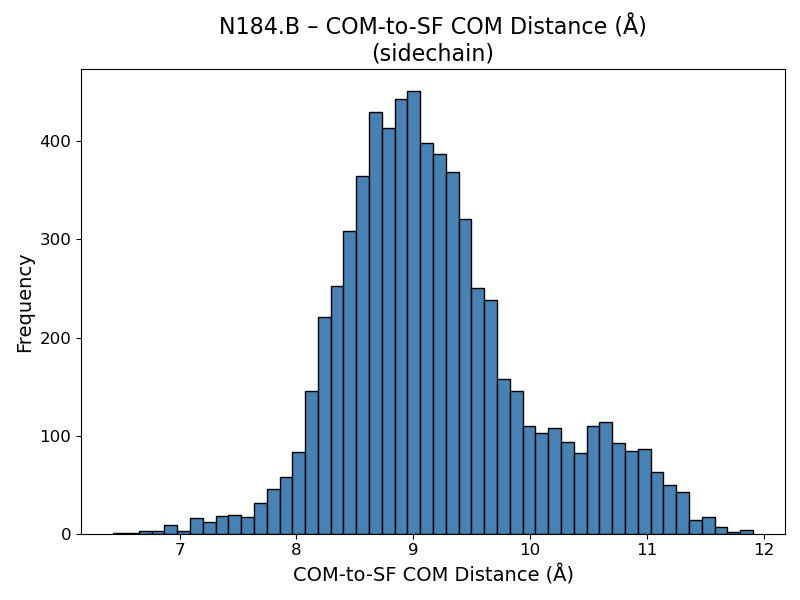 N184.B – COM-to-SF COM Distance (Å)
(sidechain)
Frequency
400
300
200
100
0
7 8 9 10 11 12
COM-to-SF COM Distance (Å)